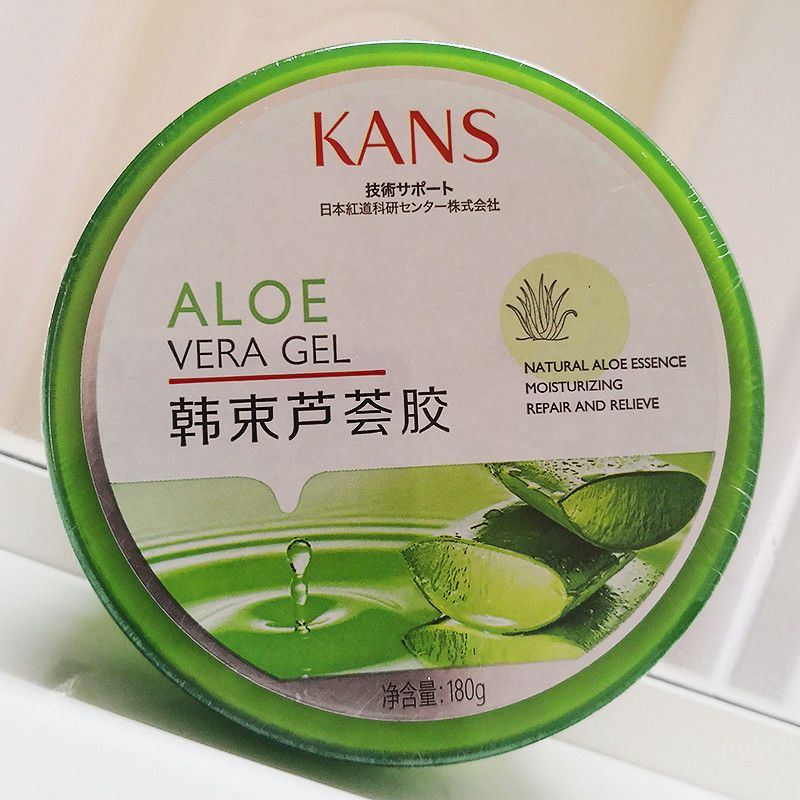 KANS
技術サポート
日本紅道科研センター株式会社
ALOE
VERA GEL
韩束芦荟胶
NATURAL ALOE ESSENCE
MOISTURIZING
REPAIR AND RELIEVE
净含量:180g